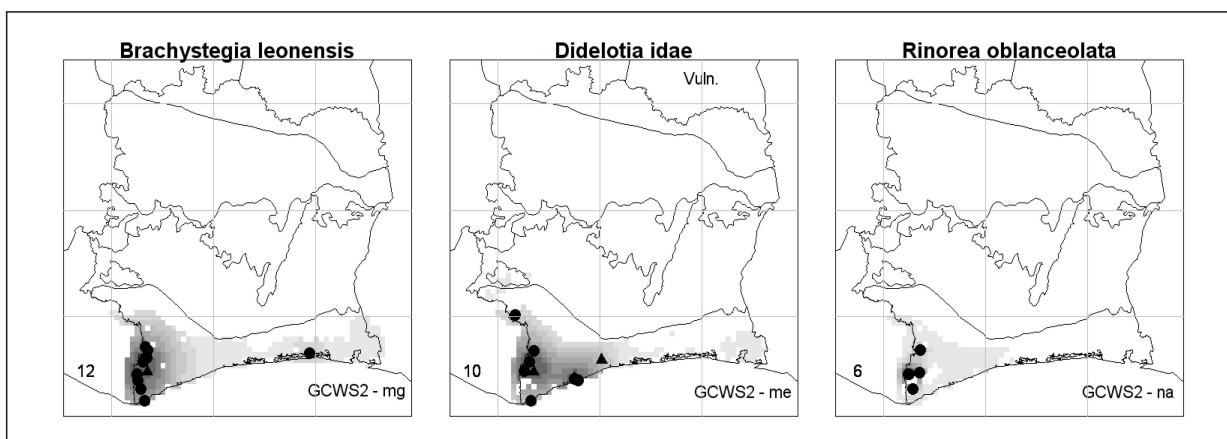 Brachystegia leonensis
12
GCWS2 - mg
Didelotia idae
Vuln.
10
GCWS2 - me
Rinorea oblanceolata
6
GCWS2 - na